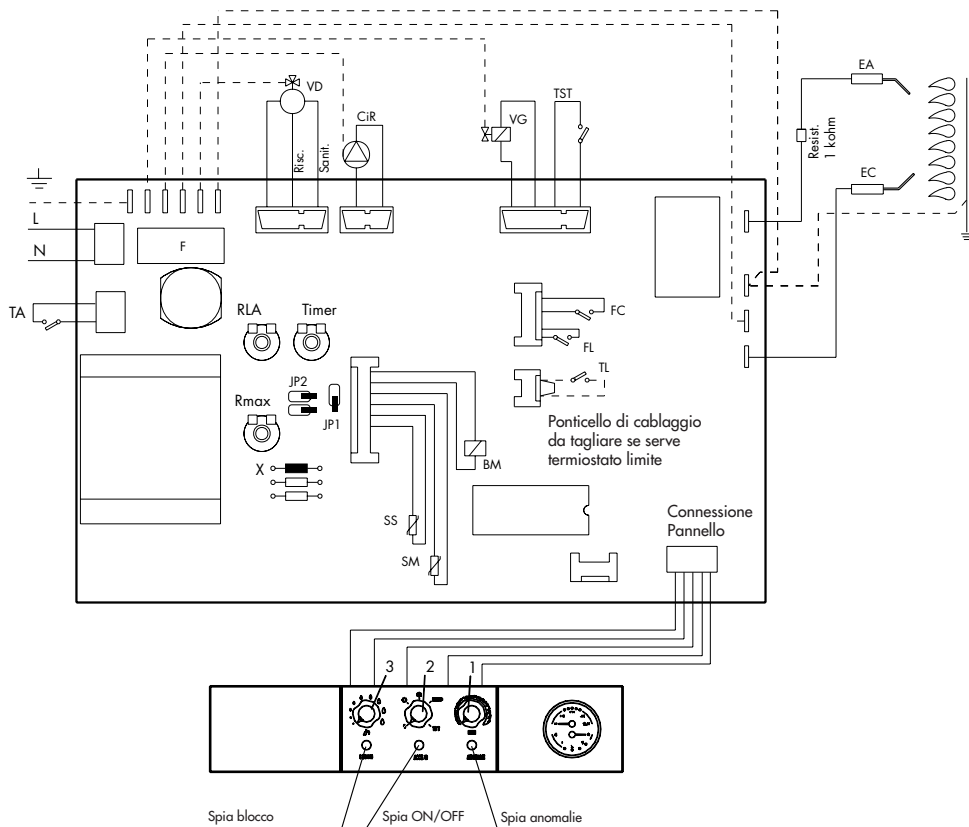 EA
VD
TST
CiR
VG
Risc.
Sanit.
Resist.
1 kohm
EC
L
F
N
TA
RLA
Timer
FC
FL
TL
JP2
Rmax
JP1
Ponticello di cablaggio
da tagliare se serve
termiostato limite
X
BM
Connessione
Pannello
SS
SM
3
2
1
Spia blocco
Spia ON/OFF
Spia anomalie